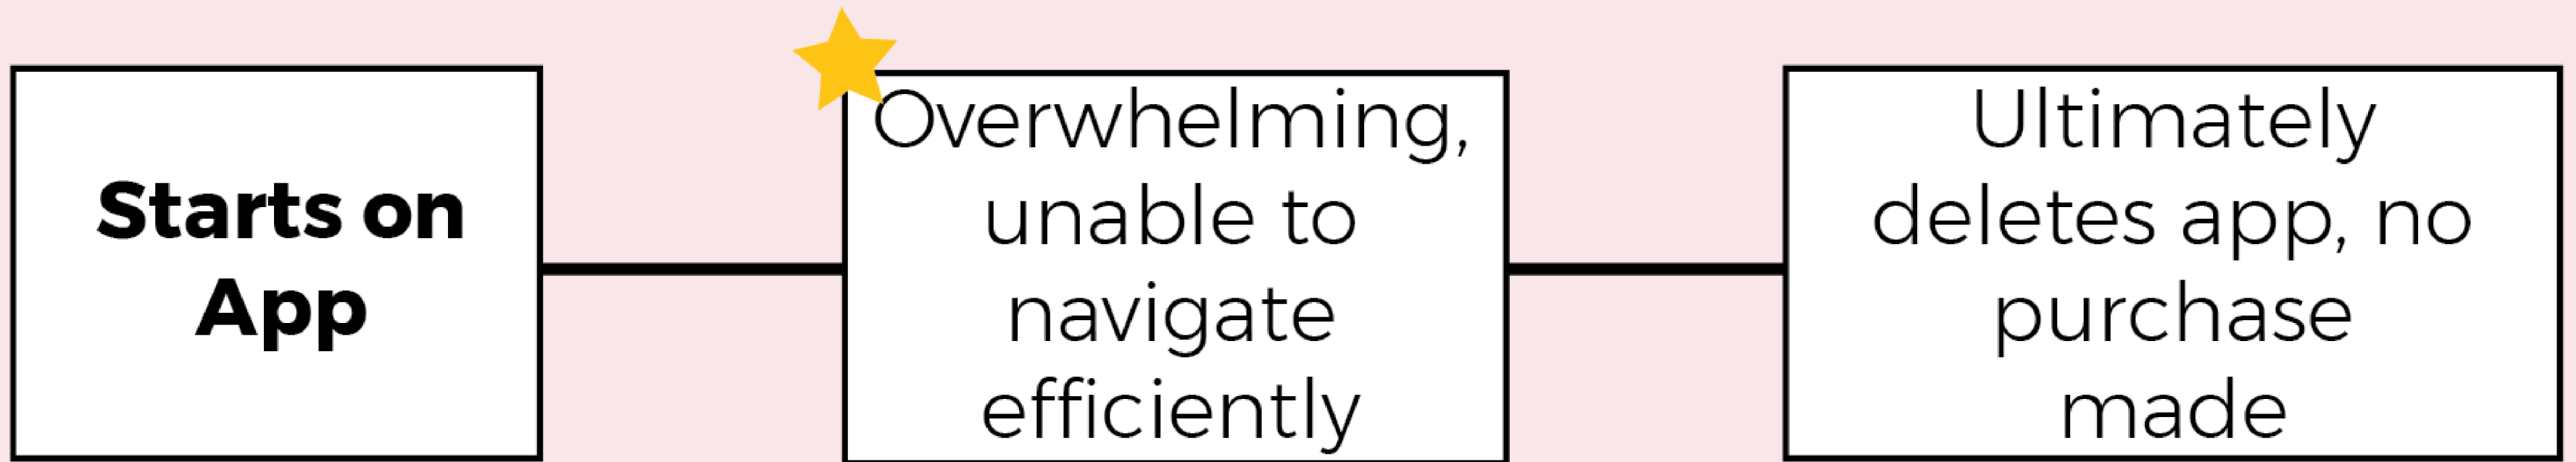 Starts on
App
Overwhelming,
unable to
navigate
efficiently
Ultimately
deletes app, no
purchase
made